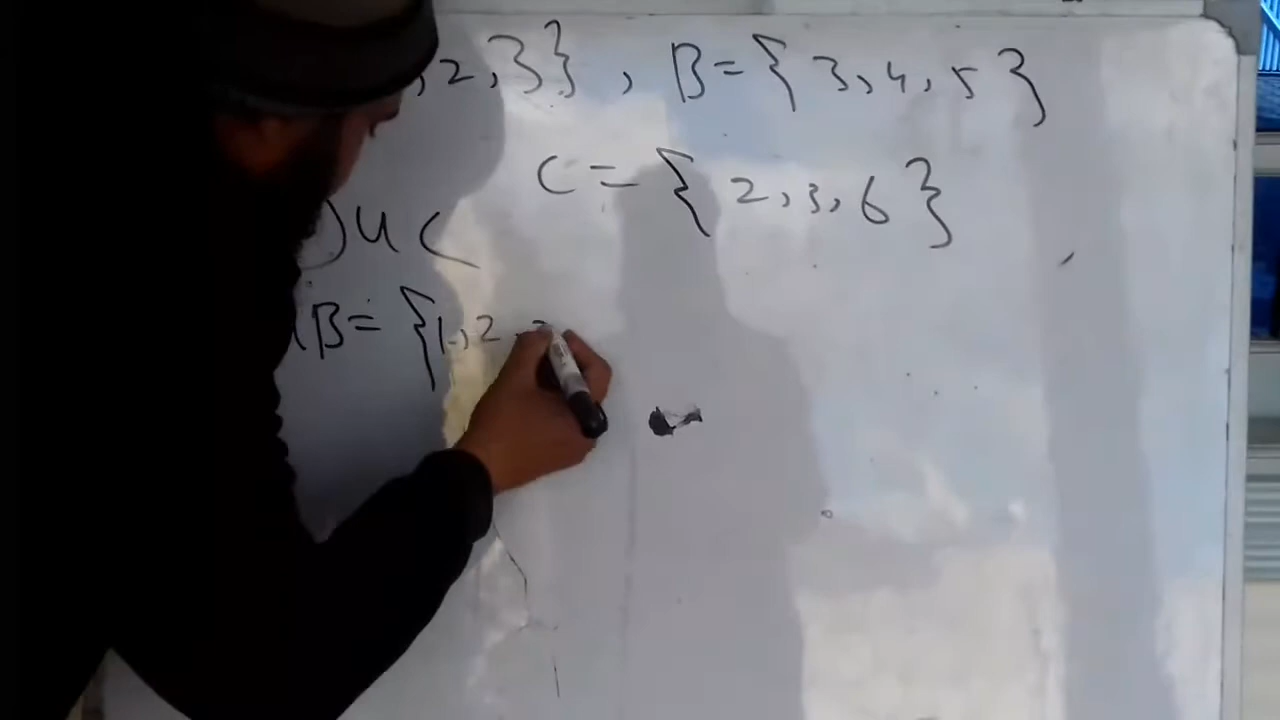 ,2,3} , B={3,4,5}
C={2,3,6}
)UC
B={1,2